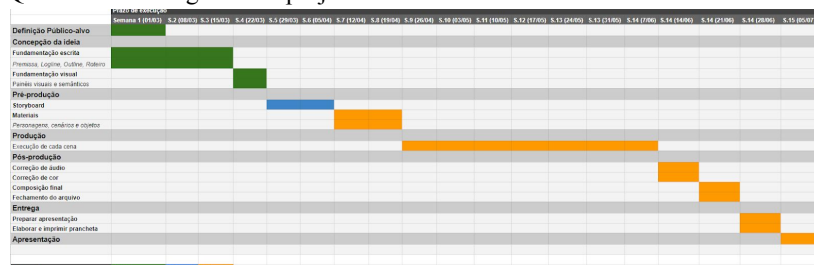 Prazo de execução
Semana 1 (01/03) S.2 (08/03) S.3 (15/03) S.4 (22/03) S.5 (29/03) S.6 (05/04) S.7 (12/04) S.8 (19/04) S.9 (26/04) S.10 (03/05) S.11 (10/05) S.12 (17/05) S.13 (24/05) S.13 (31/05) S.14 (7/06) S.14 (14/06) S.14 (21/06) S.14 (28/06) S.15 (05/07
Definição Público-alvo
Concepção da ideia
Fundamentação escrita
Premissa, Logline, Outline, Roteiro
Fundamentação visual
Painéis visuais e semânticos
Pré-produção
Storyboard
Materiais
Personagens, cenários e objetos
Produção
Execução de cada cena
Pós-produção
Correção de áudio
Correção de cor
Composição final
Fechamento do arquivo
Entrega
Preparar apresentação
Elaborar e imprimir prancheta
Apresentação